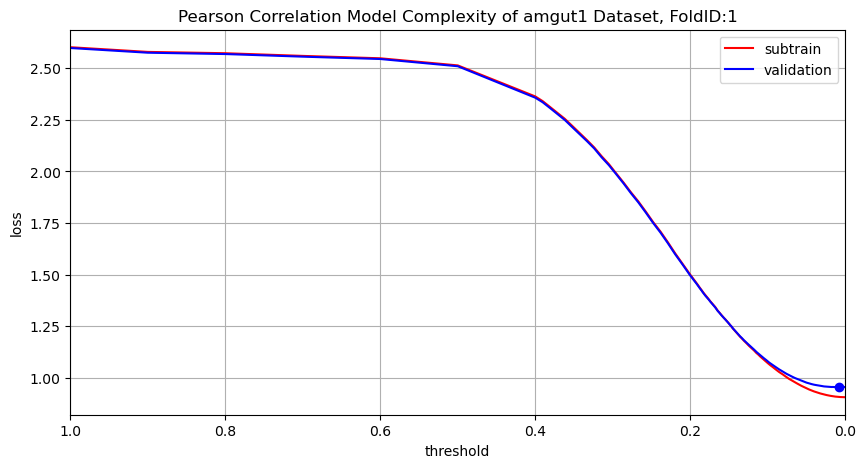 Pearson Correlation Model Complexity of amgut1 Dataset, FoldID:1
subtrain
validation
loss
2.50
2.25
2.00
1.75
1.50
1.25
1.00
1.0 0.8 0.6 0.4 0.2 0.0
threshold